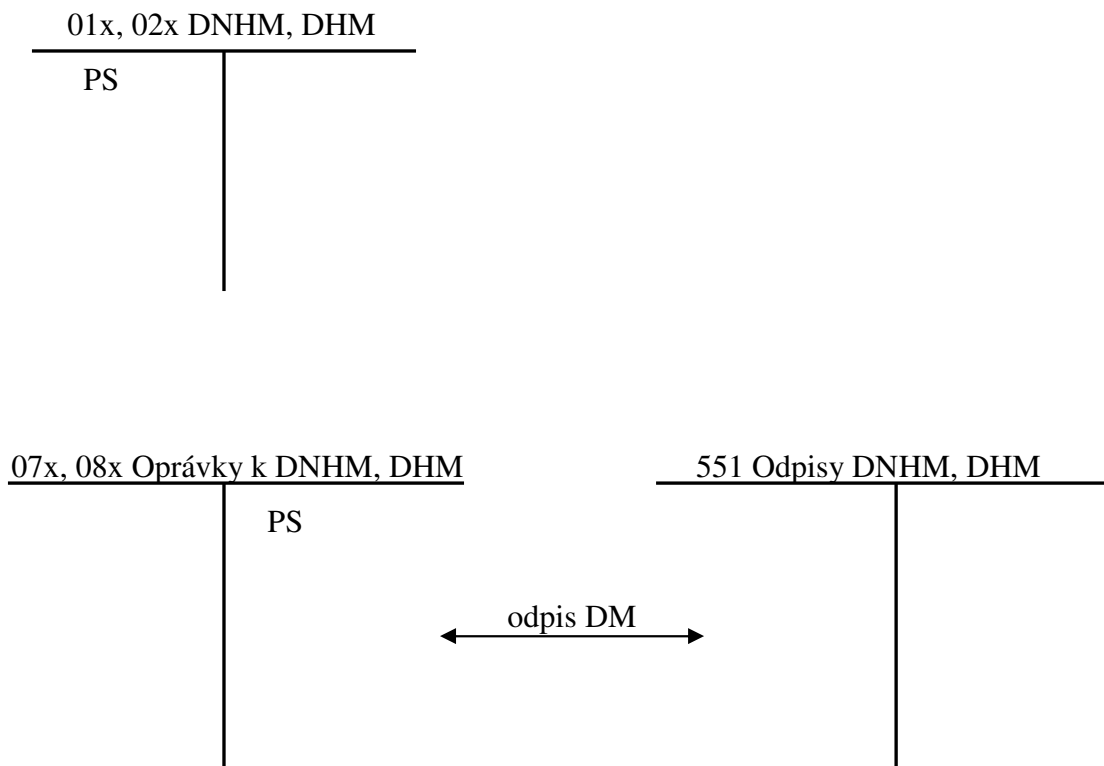 01x, 02x DNHM, DHM
PS
07x, 08x Oprávky k DNHM, DHM
551 Odpisy DNHM, DHM
PS
odpis DM